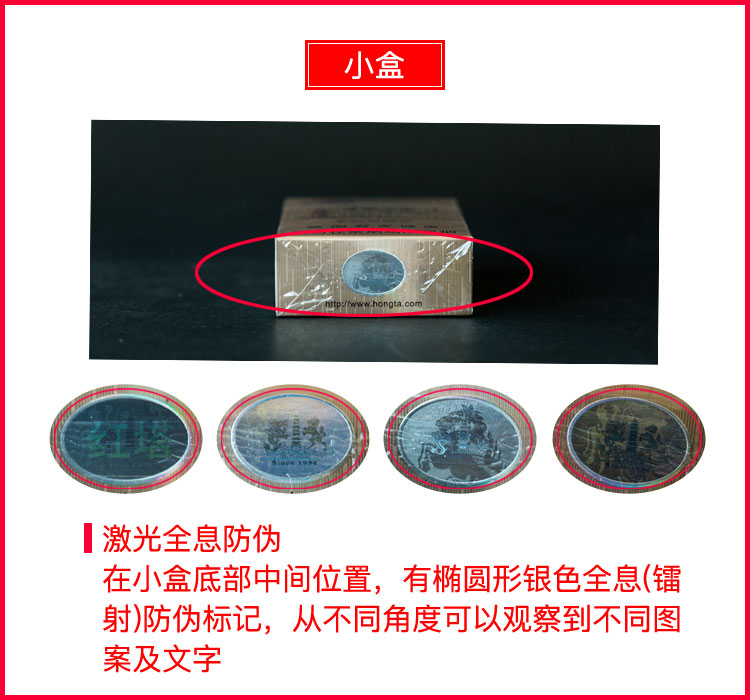 小盒
http://www.hongta.com
红塔
Since 1956
激光全息防伪
在小盒底部中间位置，有椭圆形银色全息(镭
射)防伪标记，从不同角度可以观察到不同图
案及文字